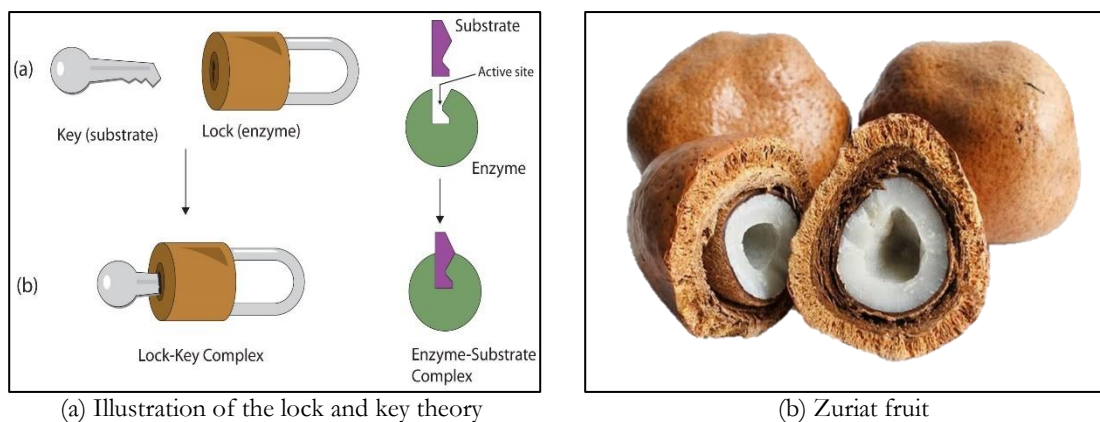 Substrate
(a)
Active site
Key (substrate)
Lock (enzyme)
Enzyme
(b)
Lock-Key Complex
Enzyme-Substrate
Complex
(a) Illustration of the lock and key theory
(b) Zuriat fruit